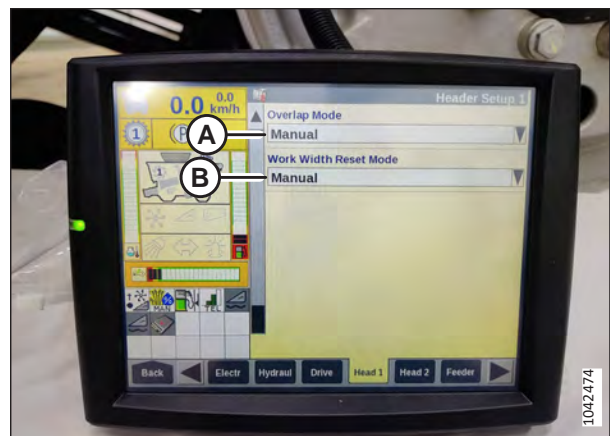 Header Setup 1
0.0 0.0 km/h
1
Overlap Mode
A
Manual
Work Width Reset Mode
B
Manual
1
MAN
Back Electr Hydraul Drive Head 1 Head 2 Feeder
1042474